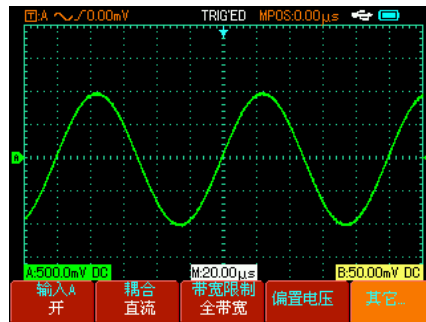 T:A ∿ ⌠0.00mV TRIG'ED MPOS:0.00μs
A
A:500.0mV DC M:20.00μs B:50.00mV DC
输入A 耦合 带宽限制 偏置电压 其它...
开 直流 全带宽